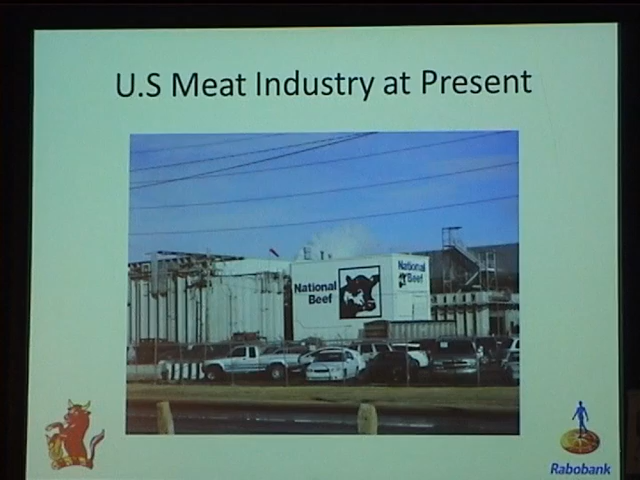 U.S Meat Industry at Present
National
Beef
National
Beef
Rabobank